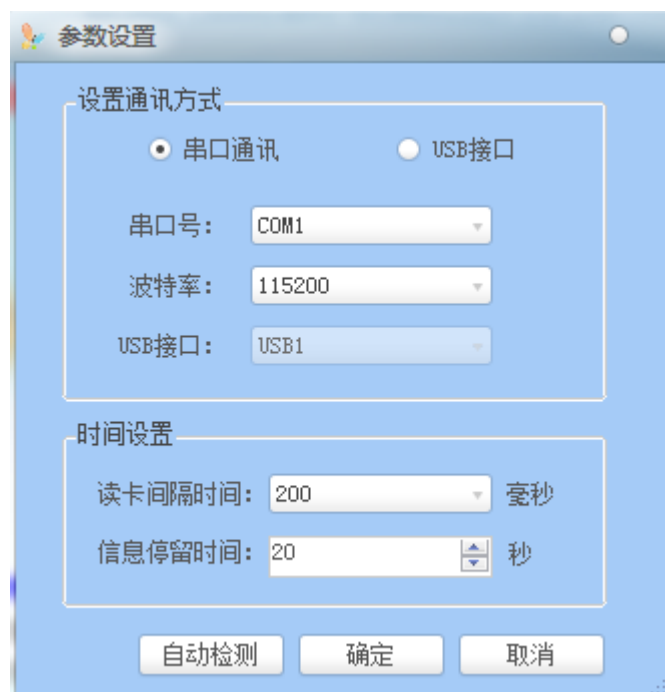 参数设置
设置通讯方式
串口通讯 USB接口
串口号: COM1
波特率: 115200
USB接口: USB1
时间设置
读卡间隔时间: 200 毫秒
信息停留时间: 20 秒
自动检测 确定 取消